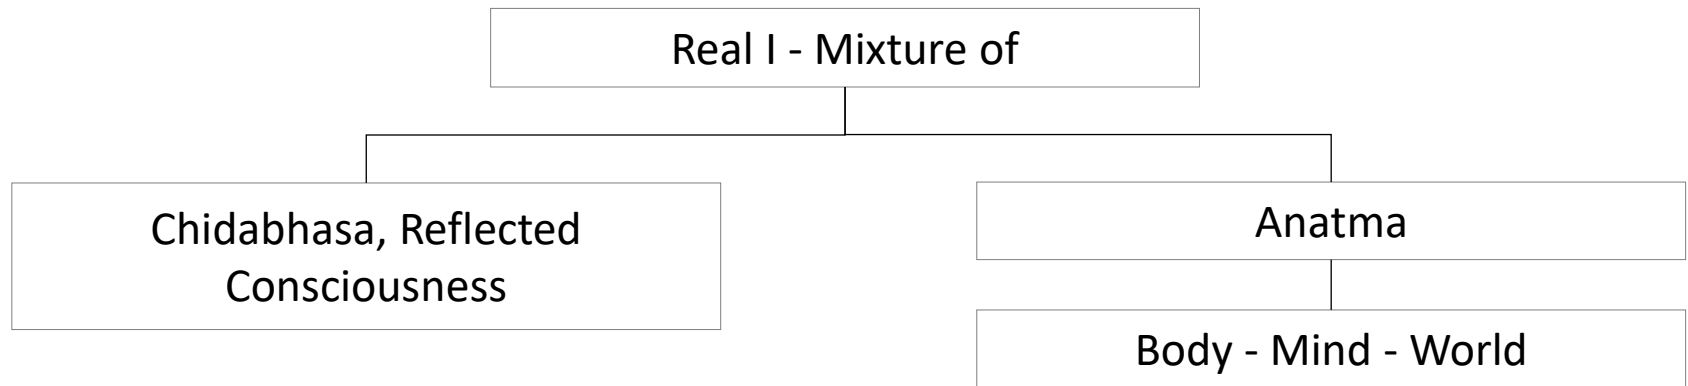 Real I - Mixture of
Chidabhasa, Reflected
Consciousness
Anatma
Body - Mind - World